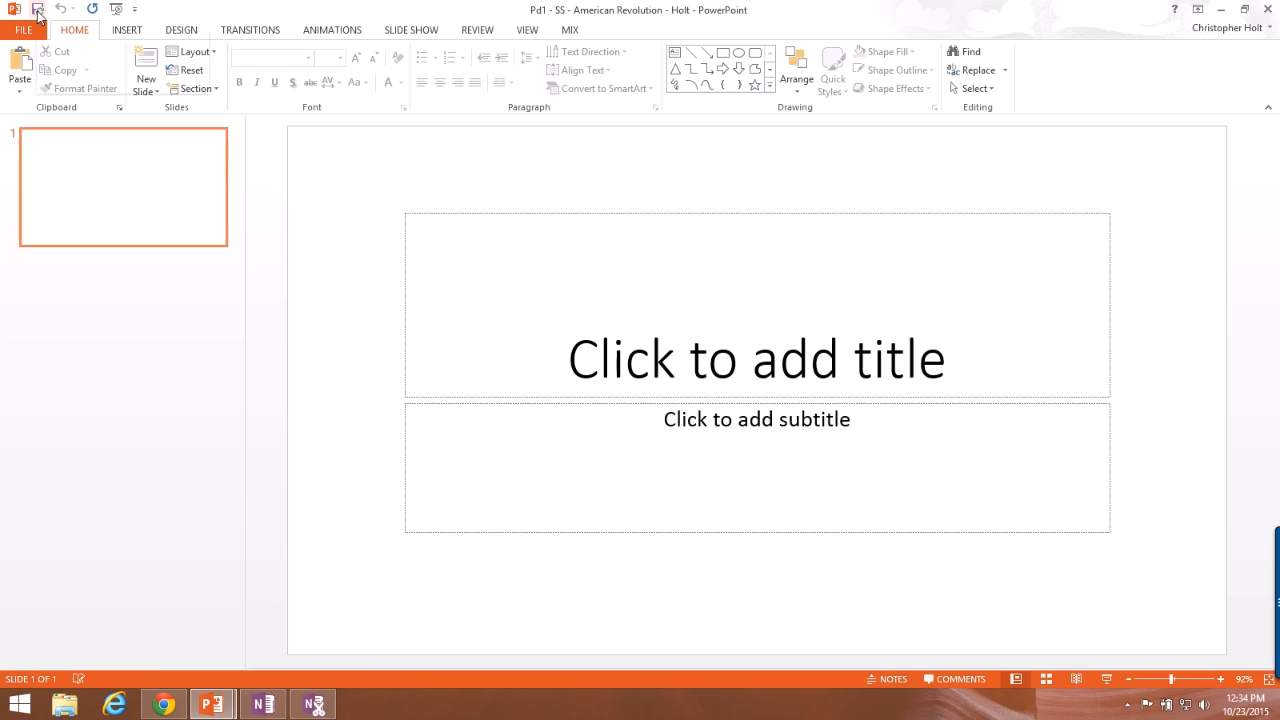 Pd1 - SS - American Revolution - Holt - PowerPoint
FILE HOME INSERT DESIGN TRANSITIONS ANIMATIONS SLIDE SHOW REVIEW VIEW MIX
Christopher Holt
Paste
Cut
Copy
Format Painter
Clipboard
New Slide
Layout
Reset
Section
Slides
B I U S abc AV Aa A
Font
Text Direction
Align Text
Convert to SmartArt
Paragraph
Arrange
Quick Styles
Shape Fill
Shape Outline
Shape Effects
Drawing
Find
Replace
Select
Editing
1
Click to add title
Click to add subtitle
SLIDE 1 OF 1
NOTES COMMENTS 92%
12:34 PM
10/23/2015